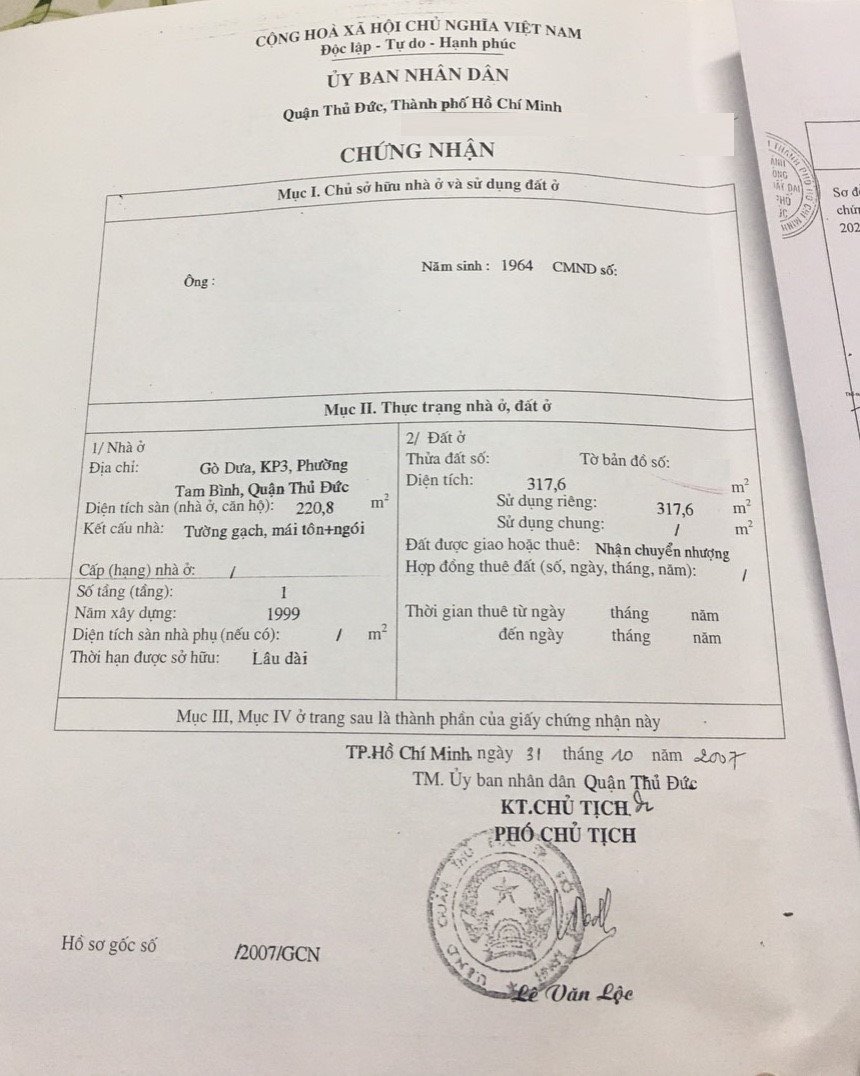 CỘNG HOÀ XÃ HỘI CHỦ NGHĨA VIỆT NAM
Độc lập - Tự do - Hạnh phúc
ỦY BAN NHÂN DÂN
Quận Thủ Đức, Thành phố Hồ Chí Minh
CHỨNG NHẬN
Mục I. Chủ sở hữu nhà ở và sử dụng đất ở
Ông : Năm sinh : 1964 CMND số:
Mục II. Thực trạng nhà ở, đất ở
1/ Nhà ở
Địa chỉ: Gò Dưa, KP3, Phường
Tam Bình, Quận Thủ Đức
Diện tích sàn (nhà ở, căn hộ): 220,8 m²
Kết cấu nhà: Tường gạch, mái tôn+ngói
Cấp (hạng) nhà ở: /
Số tầng (tầng): 1
Năm xây dựng: 1999
Diện tích sàn nhà phụ (nếu có): / m²
Thời hạn được sở hữu: Lâu dài
2/ Đất ở
Thửa đất số: Tờ bản đồ số:
Diện tích: 317,6 m²
Sử dụng riêng: 317,6 m²
Sử dụng chung: / m²
Đất được giao hoặc thuê: Nhận chuyển nhượng
Hợp đồng thuê đất (số, ngày, tháng, năm): /
Thời gian thuê từ ngày tháng năm
đến ngày tháng năm
Mục III, Mục IV ở trang sau là thành phần của giấy chứng nhận này
TP.Hồ Chí Minh, ngày 31 tháng 10 năm 2007
TM. Ủy ban nhân dân Quận Thủ Đức
KT.CHỦ TỊCH
PHÓ CHỦ TỊCH
Lê Văn Lộc
Hồ sơ gốc số /2007/GCN
Sơ đ
chứn
202